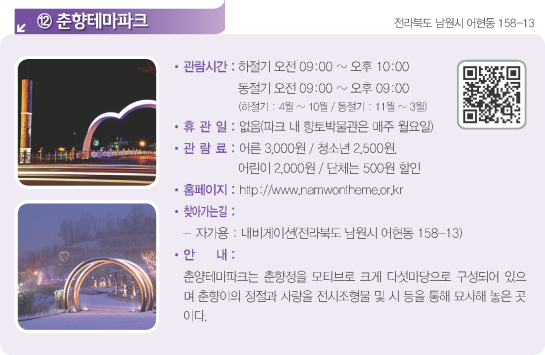 ⑫ 춘향테마파크
전라북도 남원시 어현동 158-13
• 관람시간 : 하절기 오전 09:00 ~ 오후 10:00
동절기 오전 09:00 ~ 오후 09:00
(하절기 : 4월 ~ 10월 / 동절기 : 11월 ~ 3월)
• 휴 관 일 : 없음(파크 내 향토박물관은 매주 월요일)
• 관 람 료 : 어른 3,000원 / 청소년 2,500원,
어린이 2,000원 / 단체는 500원 할인
• 홈페이지 : http://www.namwontheme.or.kr
• 찾아가는길 :
- 자가용 : 내비게이션(전라북도 남원시 어현동 158-13)
• 안 내 :
춘양테마파크는 춘향정을 모티브로 크게 다섯마당으로 구성되어 있으
며 춘향이의 정절과 사랑을 전시조형물 및 시 등을 통해 묘사해 놓은 곳
이다.